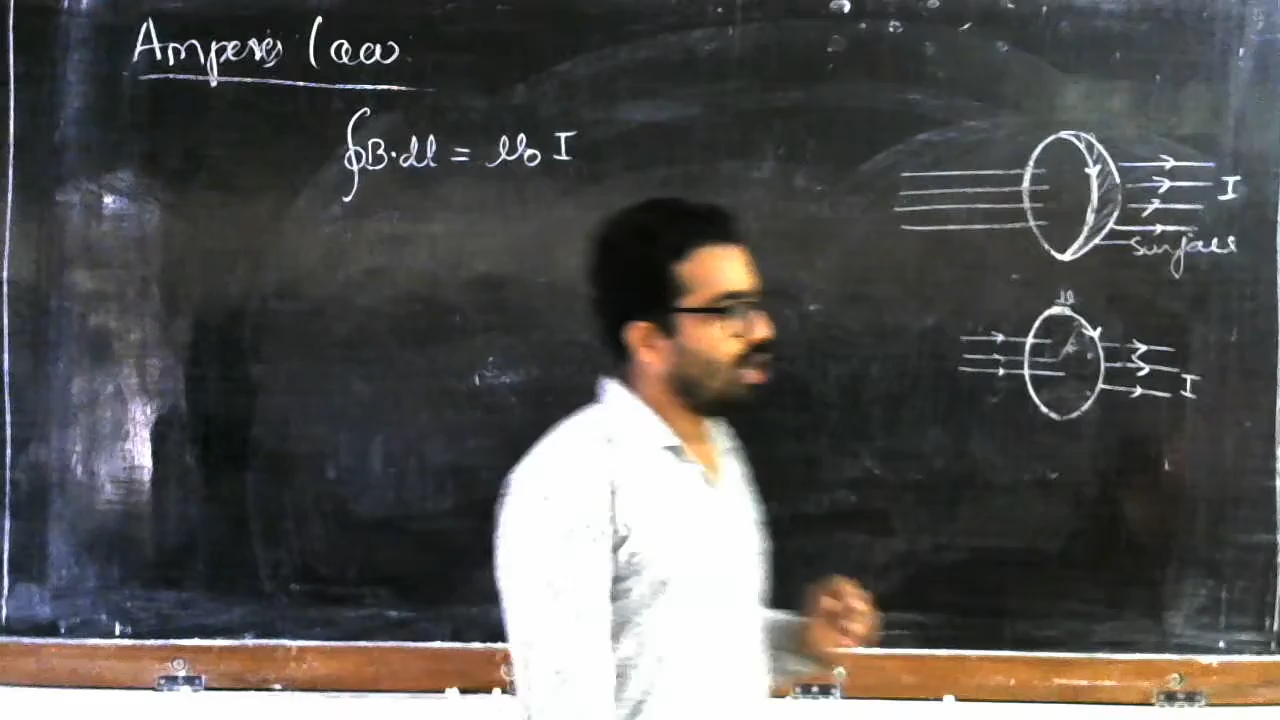 Amperes law
∮B·dl = μ₀ I
I
surface
dl
I